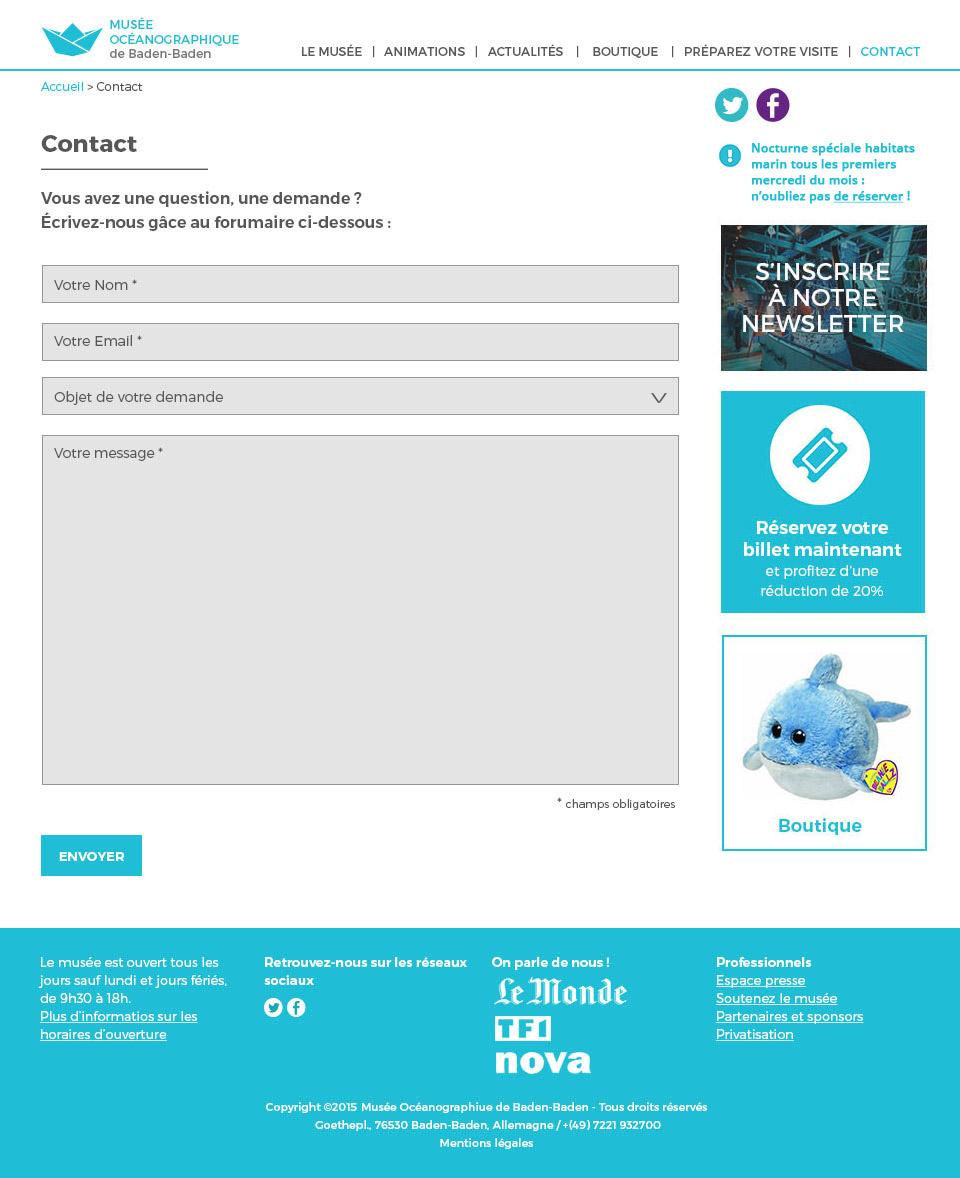 MUSÉE
OCÉANOGRAPHIQUE
de Baden-Baden
LE MUSÉE | ANIMATIONS | ACTUALITÉS | BOUTIQUE | PRÉPAREZ VOTRE VISITE | CONTACT
Accueil > Contact
Contact
Vous avez une question, une demande ?
Écrivez-nous gâce au forumaire ci-dessous :
Votre Nom *
Votre Email *
Objet de votre demande
Votre message *
* champs obligatoires
ENVOYER
Nocturne spéciale habitats
marin tous les premiers
mercredi du mois :
n'oubliez pas de réserver !
S'INSCRIRE
À NOTRE
NEWSLETTER
Réservez votre
billet maintenant
et profitez d'une
réduction de 20%
BEANIE
BALLZ
Boutique
Le musée est ouvert tous les
jours sauf lundi et jours fériés,
de 9h30 à 18h.
Plus d'informatios sur les
horaires d'ouverture
Retrouvez-nous sur les réseaux
sociaux
On parle de nous !
Le Monde
TF1
nova
Professionnels
Espace presse
Soutenez le musée
Partenaires et sponsors
Privatisation
Copyright ©2015 Musée Océanographiue de Baden-Baden - Tous droits réservés
Goethepl., 76530 Baden-Baden, Allemagne / +(49) 7221 932700
Mentions légales